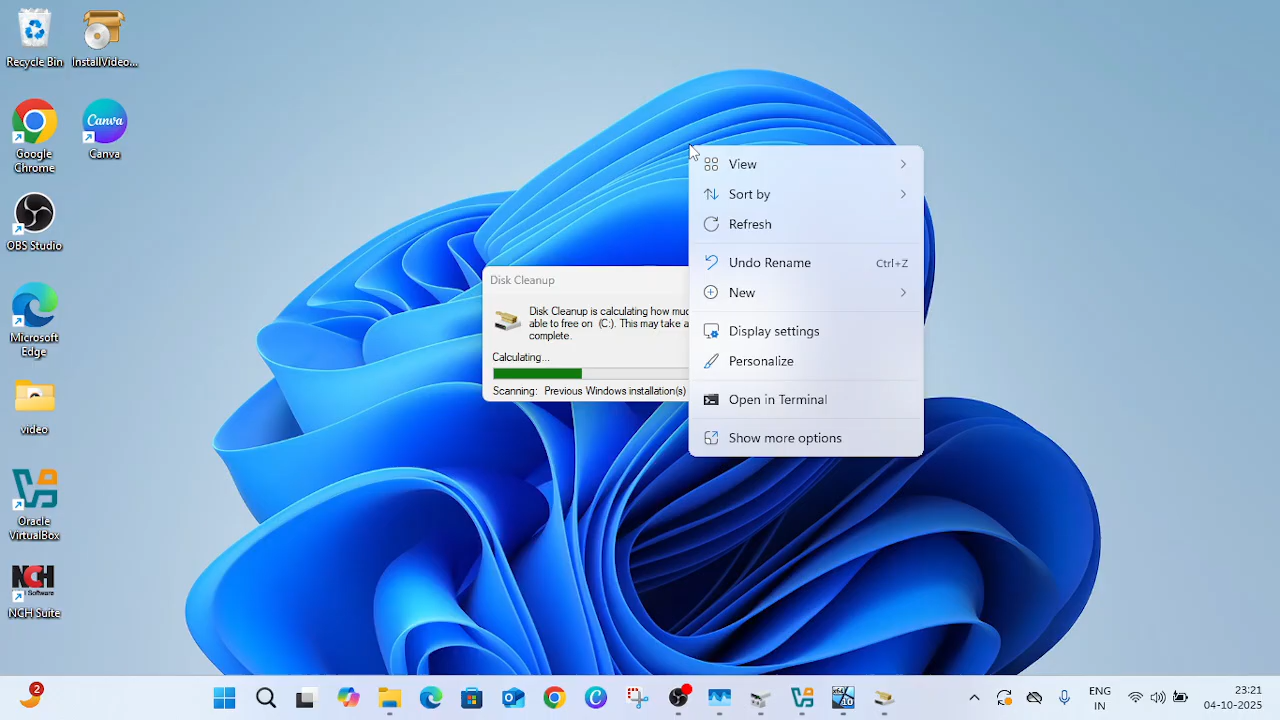 Recycle Bin
InstallVideo...
Google
Chrome
Canva
Canva
OBS Studio
Microsoft
Edge
video
Oracle
VirtualBox
NCH
Software
NCH Suite
Disk Cleanup
Disk Cleanup is calculating how muc
able to free on (C:). This may take a
complete.
Calculating...
Scanning: Previous Windows installation(s)
View
Sort by
Refresh
Undo Rename Ctrl+Z
New
Display settings
Personalize
Open in Terminal
Show more options
2
ENG
IN
23:21
04-10-2025